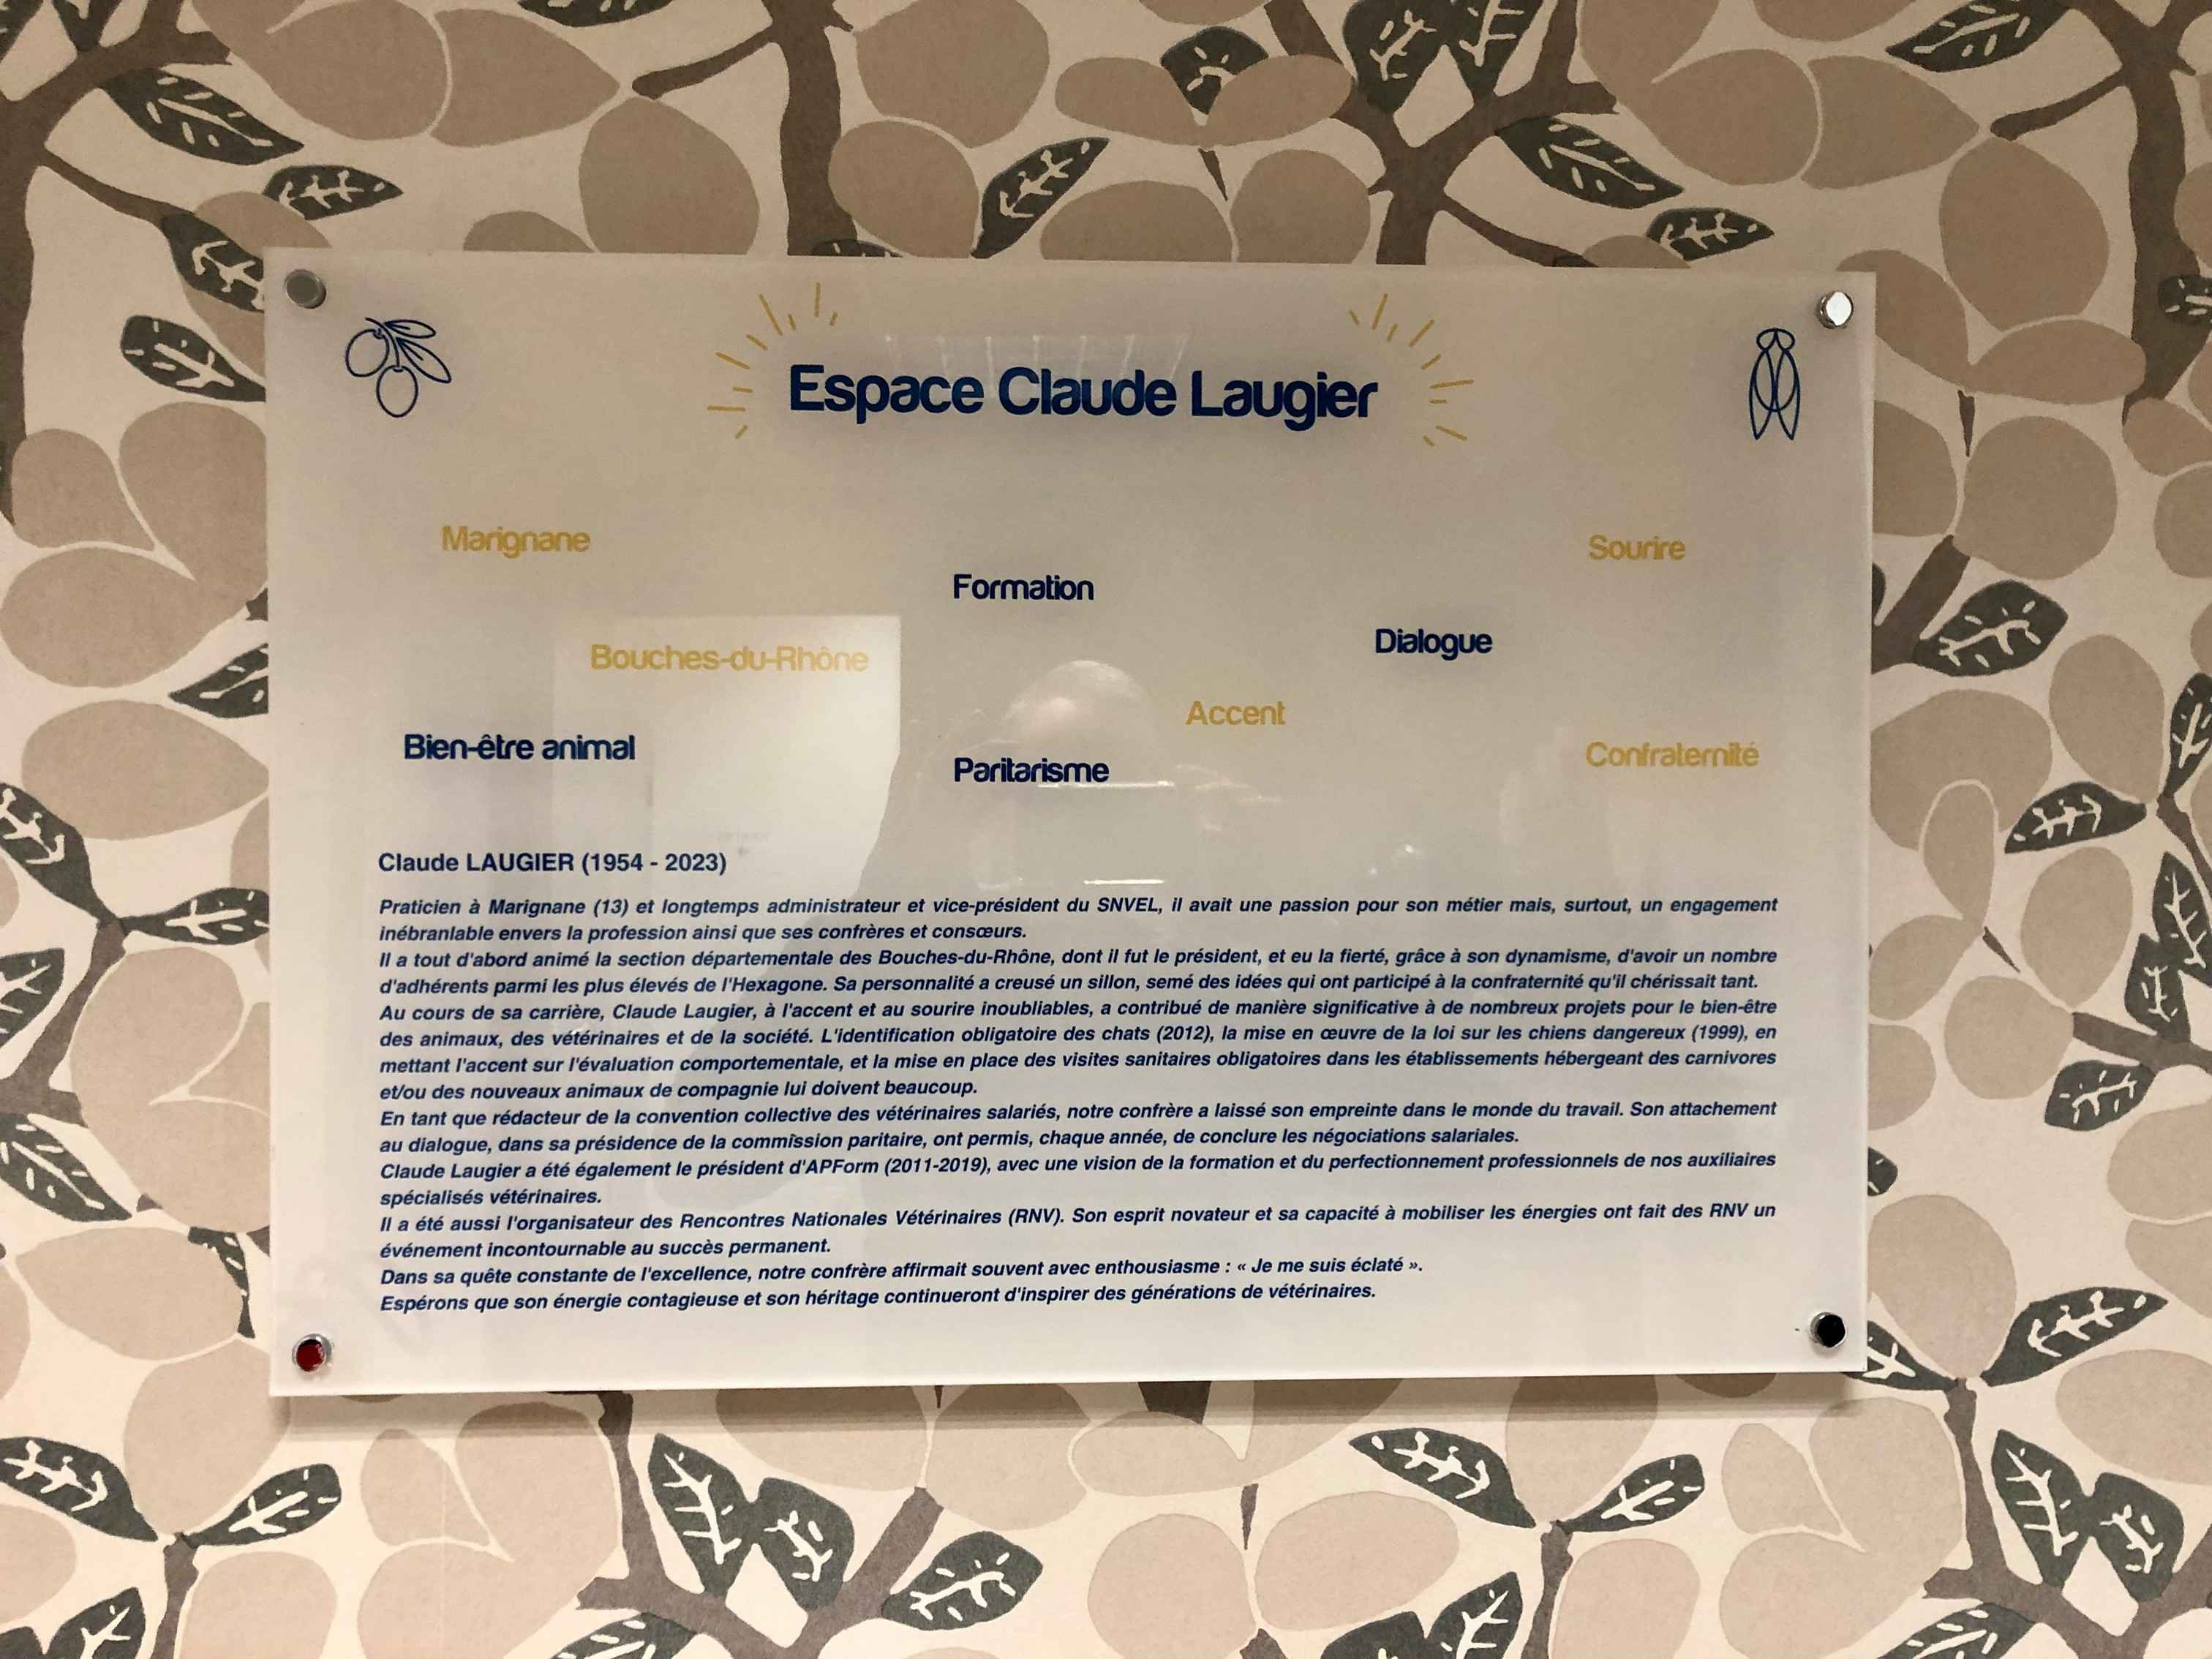 Espace Claude Laugier
Marignane
Sourire
Formation
Dialogue
Bouches-du-Rhône
Accent
Bien-être animal
Paritarisme
Confraternité
Claude LAUGIER (1954 - 2023)
Praticien à Marignane (13) et longtemps administrateur et vice-président du SNVEL, il avait une passion pour son métier mais, surtout, un engagement
inébranlable envers la profession ainsi que ses confrères et consœurs.
Il a tout d'abord animé la section départementale des Bouches-du-Rhône, dont il fut le président, et eu la fierté, grâce à son dynamisme, d'avoir un nombre
d'adhérents parmi les plus élevés de l'Hexagone. Sa personnalité a creusé un sillon, semé des idées qui ont participé à la confraternité qu'il chérissait tant.
Au cours de sa carrière, Claude Laugier, à l'accent et au sourire inoubliables, a contribué de manière significative à de nombreux projets pour le bien-être
des animaux, des vétérinaires et de la société. L'identification obligatoire des chats (2012), la mise en œuvre de la loi sur les chiens dangereux (1999), en
mettant l'accent sur l'évaluation comportementale, et la mise en place des visites sanitaires obligatoires dans les établissements hébergeant des carnivores
et/ou des nouveaux animaux de compagnie lui doivent beaucoup.
En tant que rédacteur de la convention collective des vétérinaires salariés, notre confrère a laissé son empreinte dans le monde du travail. Son attachement
au dialogue, dans sa présidence de la commission paritaire, ont permis, chaque année, de conclure les négociations salariales.
Claude Laugier a été également le président d'APForm (2011-2019), avec une vision de la formation et du perfectionnement professionnels de nos auxiliaires
spécialisés vétérinaires.
Il a été aussi l'organisateur des Rencontres Nationales Vétérinaires (RNV). Son esprit novateur et sa capacité à mobiliser les énergies ont fait des RNV un
événement incontournable au succès permanent.
Dans sa quête constante de l'excellence, notre confrère affirmait souvent avec enthousiasme : « Je me suis éclaté ».
Espérons que son énergie contagieuse et son héritage continueront d'inspirer des générations de vétérinaires.